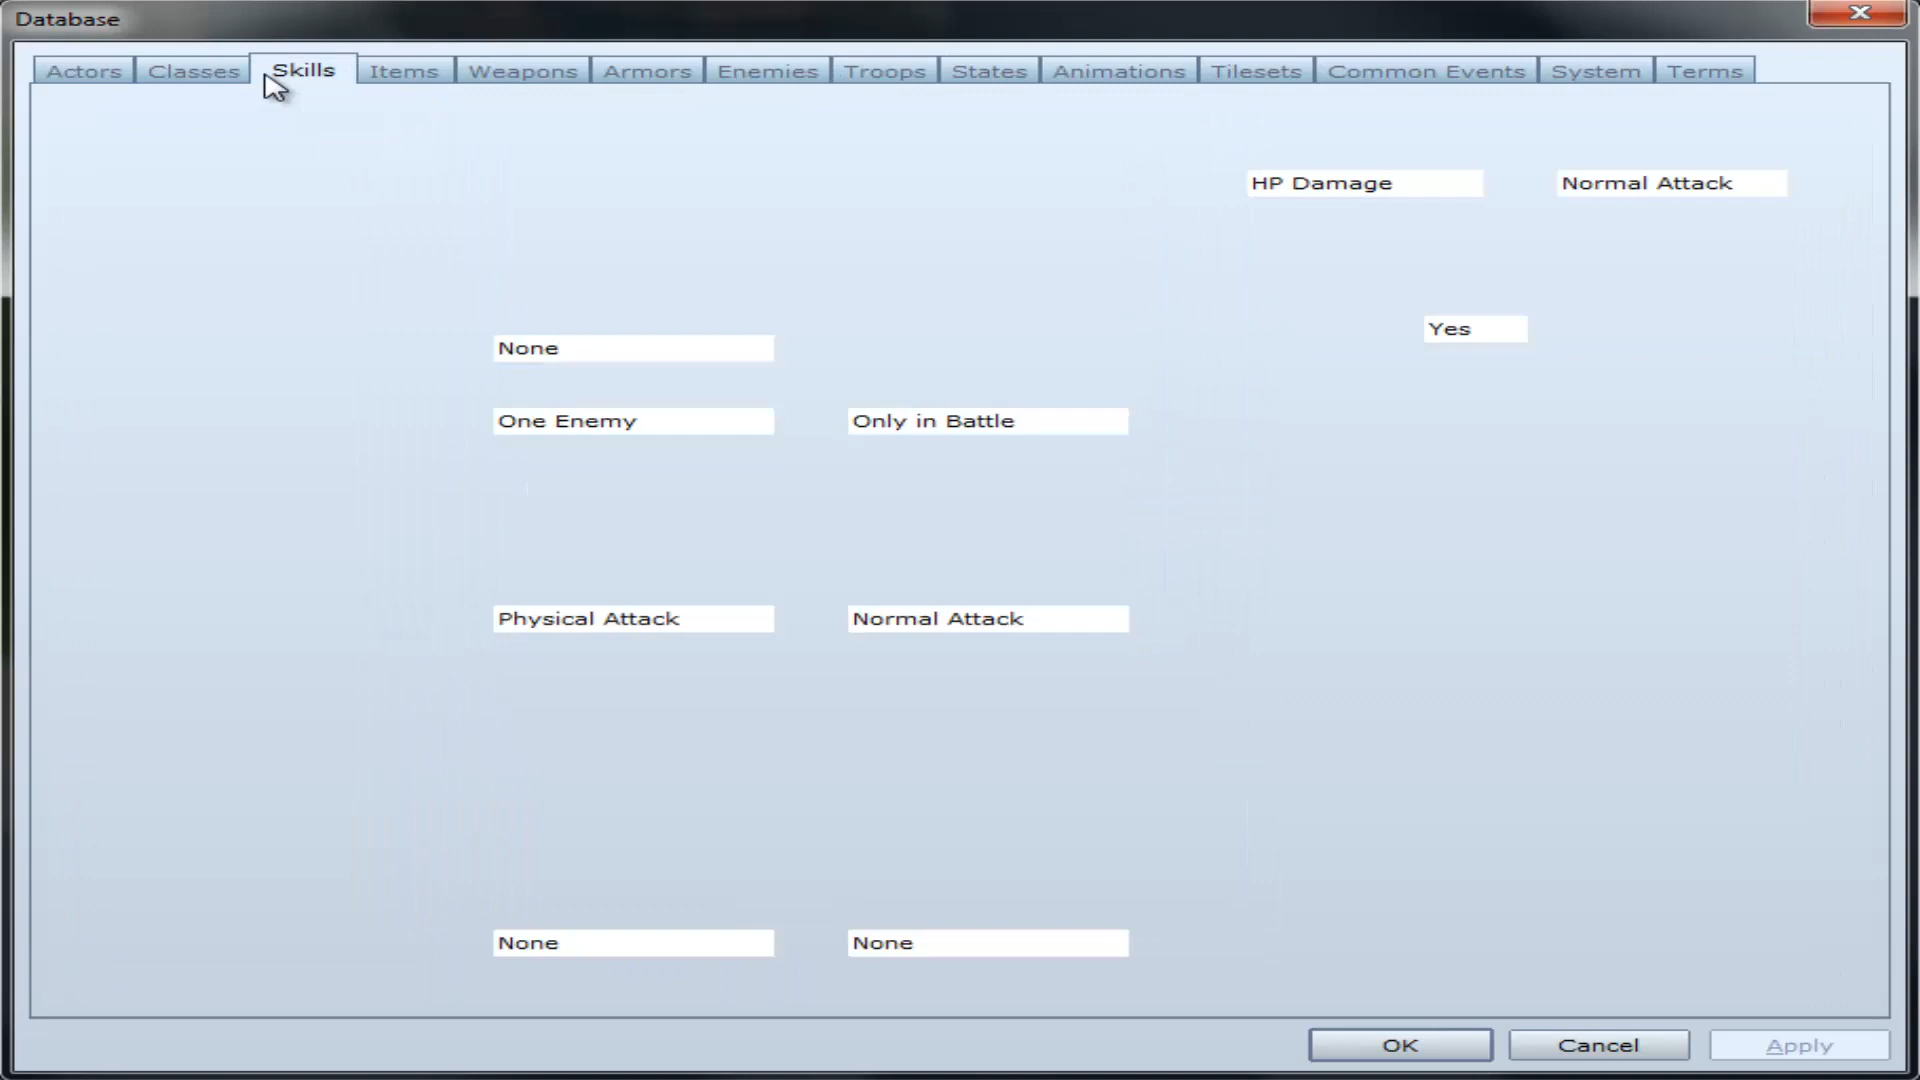 Database
Actors Classes Skills Items Weapons Armors Enemies Troops States Animations Tilesets Common Events System Terms
HP Damage Normal Attack
Yes
None
One Enemy Only in Battle
Physical Attack Normal Attack
None None
OK Cancel Apply